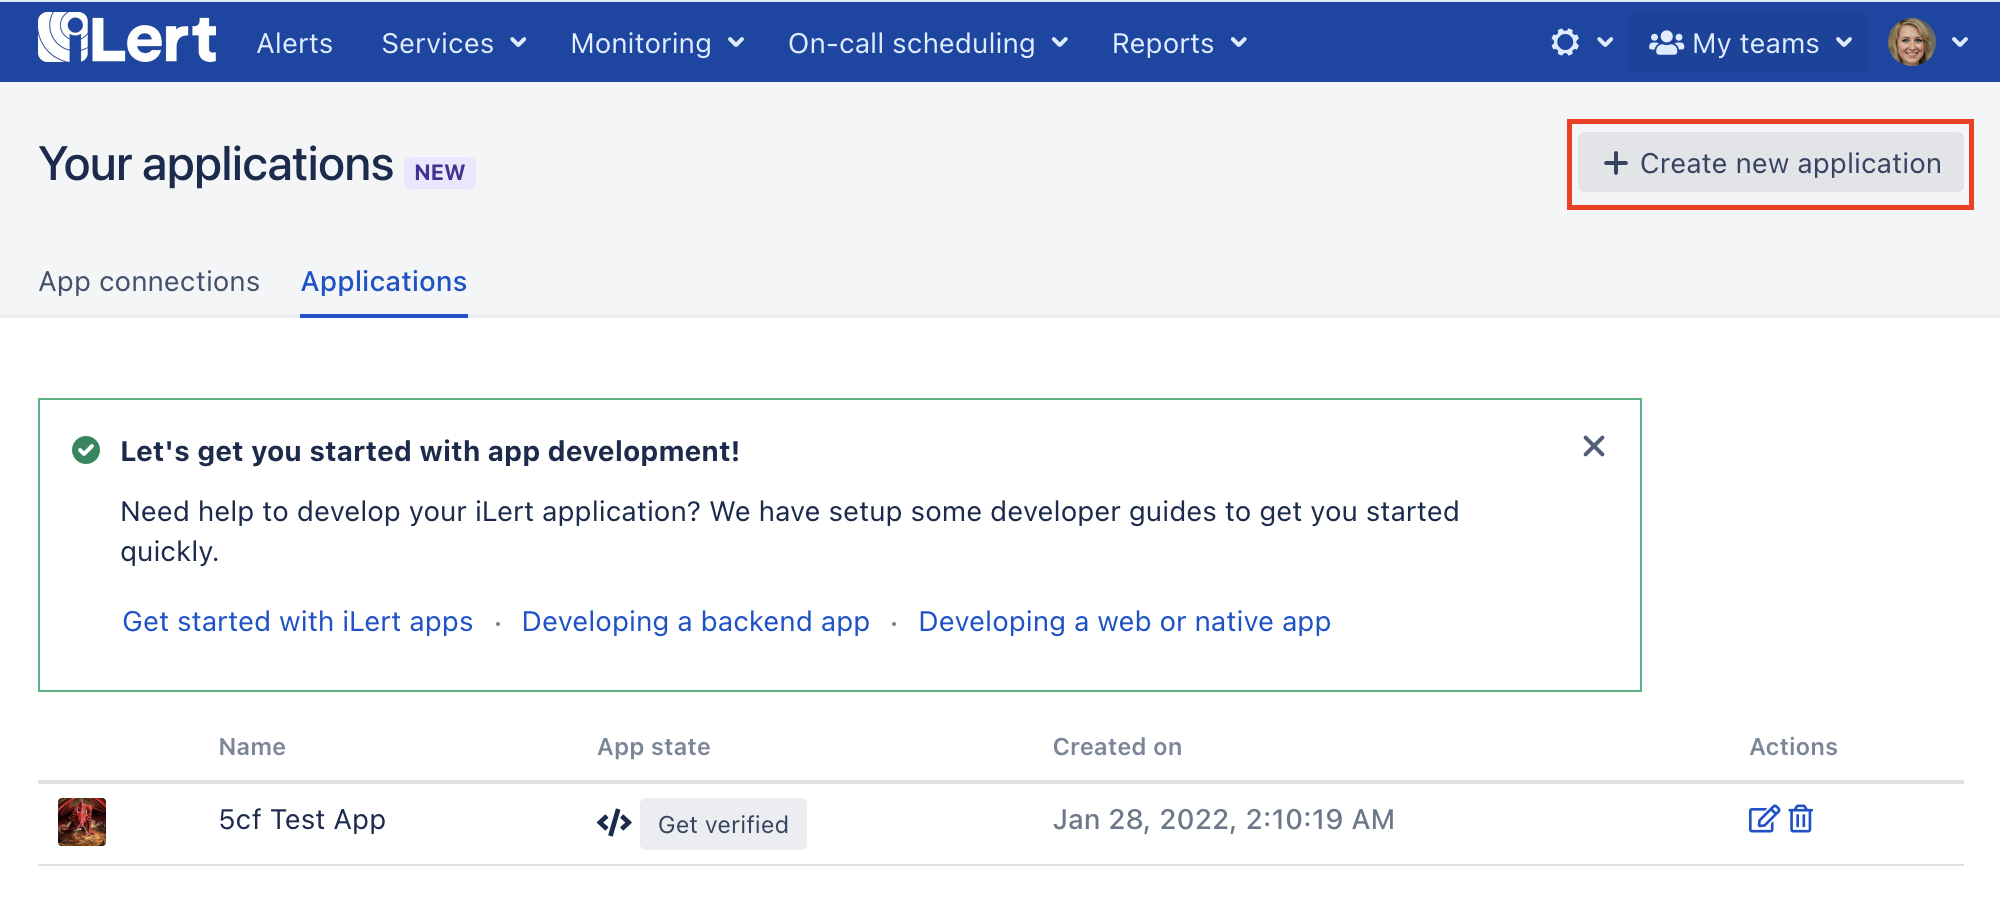 iLert Alerts Services Monitoring On-call scheduling Reports My teams
Your applications NEW
+ Create new application
App connections Applications
Let's get you started with app development!
Need help to develop your iLert application? We have setup some developer guides to get you started
quickly.
Get started with iLert apps · Developing a backend app · Developing a web or native app
Name App state Created on Actions
5cf Test App </> Get verified Jan 28, 2022, 2:10:19 AM